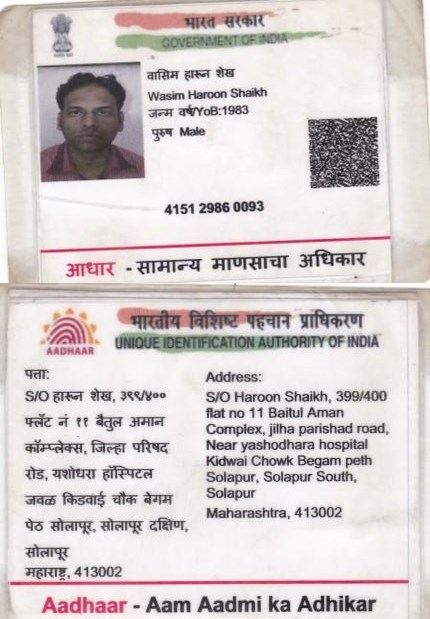 भारत सरकार
GOVERNMENT OF INDIA
वासिम हारून शेख
Wasim Haroon Shaikh
जन्म वर्ष/YoB:1983
पुरुष Male
4151 2986 0093
आधार - सामान्य माणसाचा अधिकार
भारतीय विशिष्ट पहचान प्राधिकरण
UNIQUE IDENTIFICATION AUTHORITY OF INDIA
AADHAAR
पत्ता:
S/O हारून शेख, ३९९/४००
फ्लॅट नं ११ बैतुल अमान
कॉम्प्लेक्स, जिल्हा परिषद
रोड, यशोधरा हॉस्पिटल
जवळ किडवाई चौक बेगम
पेठ सोलापूर, सोलापूर दक्षिण,
सोलापूर
महाराष्ट्र, 413002
Address:
S/O Haroon Shaikh, 399/400
flat no 11 Baitul Aman
Complex, jilha parishad road,
Near yashodhara hospital
Kidwai Chowk Begam peth
Solapur, Solapur South,
Solapur
Maharashtra, 413002
Aadhaar - Aam Aadmi ka Adhikar